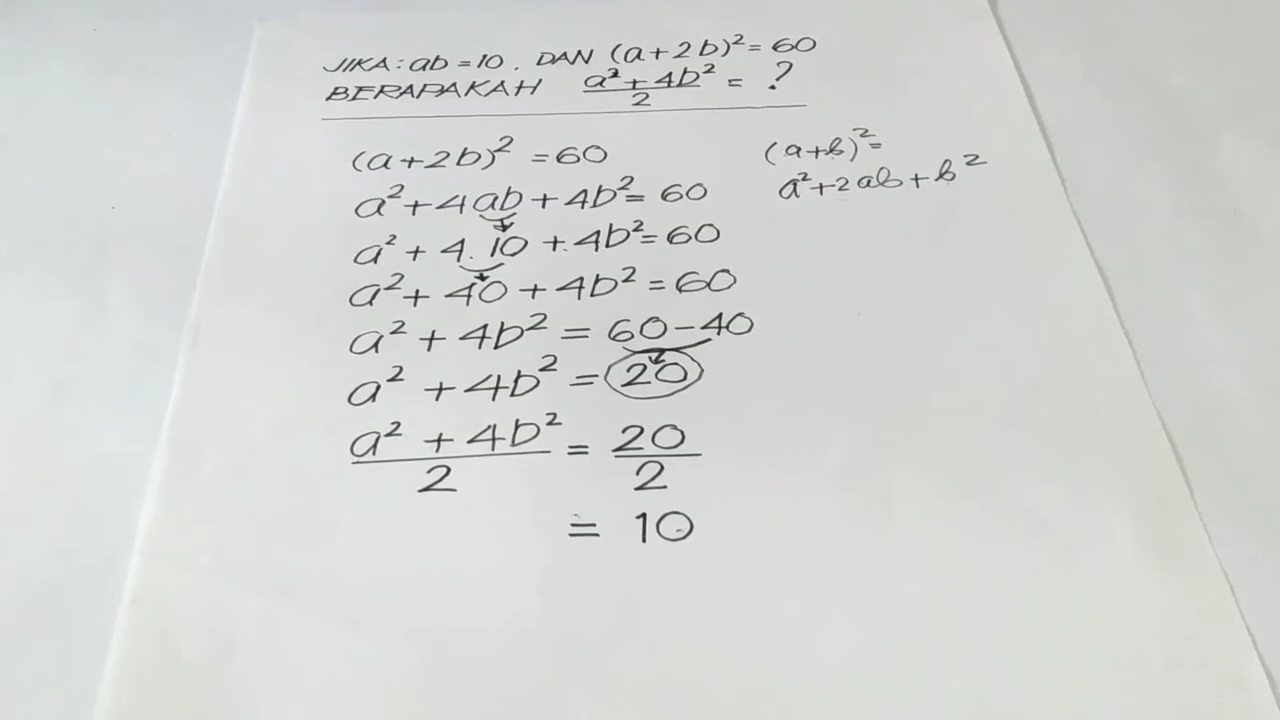 JIKA: ab = 10. DAN (a+2b)² = 60
BERAPAKAH (a² + 4b²)/2 = ?
(a+2b)² = 60
(a+b)² =
a² + 4ab + 4b² = 60
a² + 2ab + b²
a² + 4.10 + 4b² = 60
a² + 40 + 4b² = 60
a² + 4b² = 60 - 40
a² + 4b² = 20
(a² + 4b²)/2 = 20/2
= 10